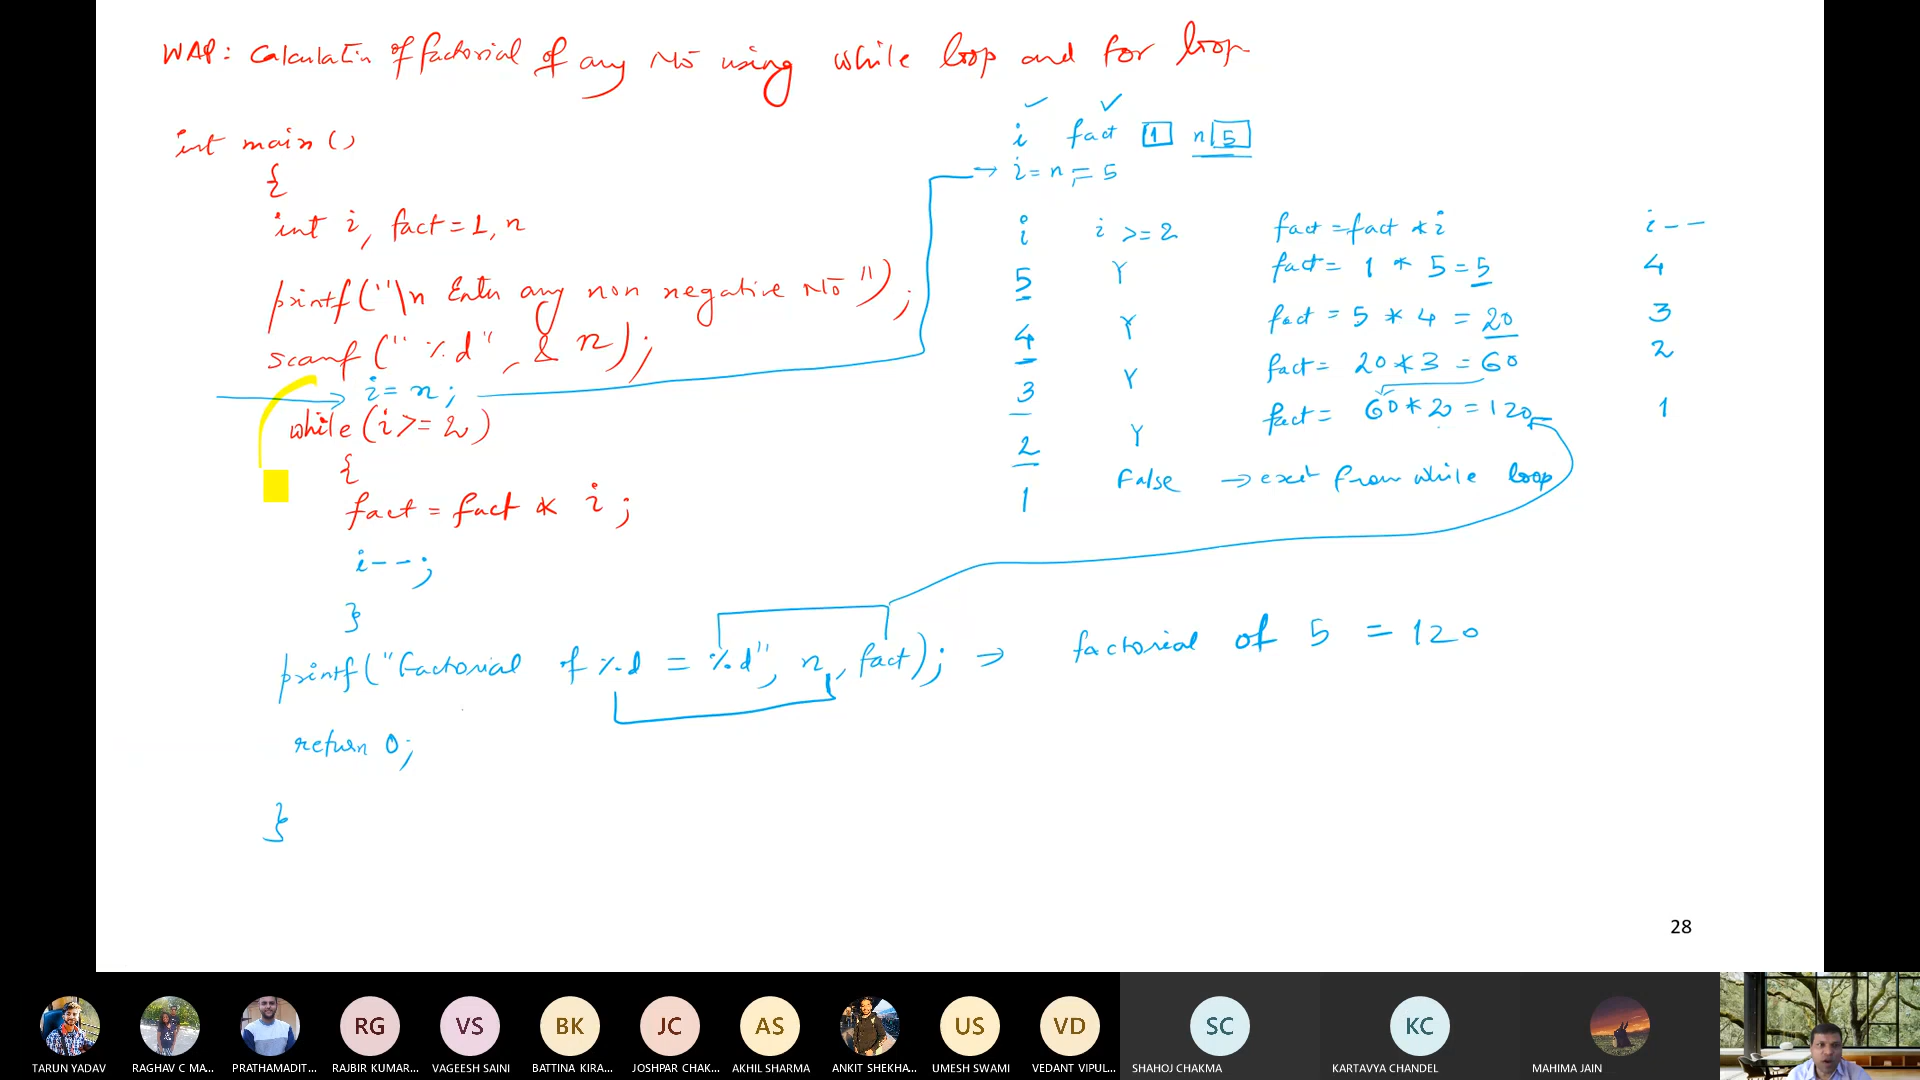 WAP: Calculatin of factorial of any No using while loop and for loop
int main ()
{
int i, fact=1, n
printf("\n Enter any non negative No");
scanf("%d", & n);
i=n;
while(i>=2)
{
fact = fact * i;
i--;
}
printf("Factorial of %d = %d", n, fact); → factorial of 5 = 120
return 0;
}
i fact 1 n 5
→ i=n,=5
i i>=2 fact=fact *i i--
5 Y fact= 1 * 5=5 4
4 Y fact = 5 * 4 = 20 3
3 Y fact= 20*3=60 2
2 Y fact= 60*2=120 1
1 False → exit from while loop
28
TARUN YADAV
RAGHAV C MA...
PRATHAMADIT...
RG
RAJBIR KUMAR...
VS
VAGEESH SAINI
BK
BATTINA KIRA...
JC
JOSHPAR CHAK...
AS
AKHIL SHARMA
ANKIT SHEKHA...
US
UMESH SWAMI
VD
VEDANT VIPUL...
SC
SHAHOJ CHAKMA
KC
KARTAVYA CHANDEL
MAHIMA JAIN